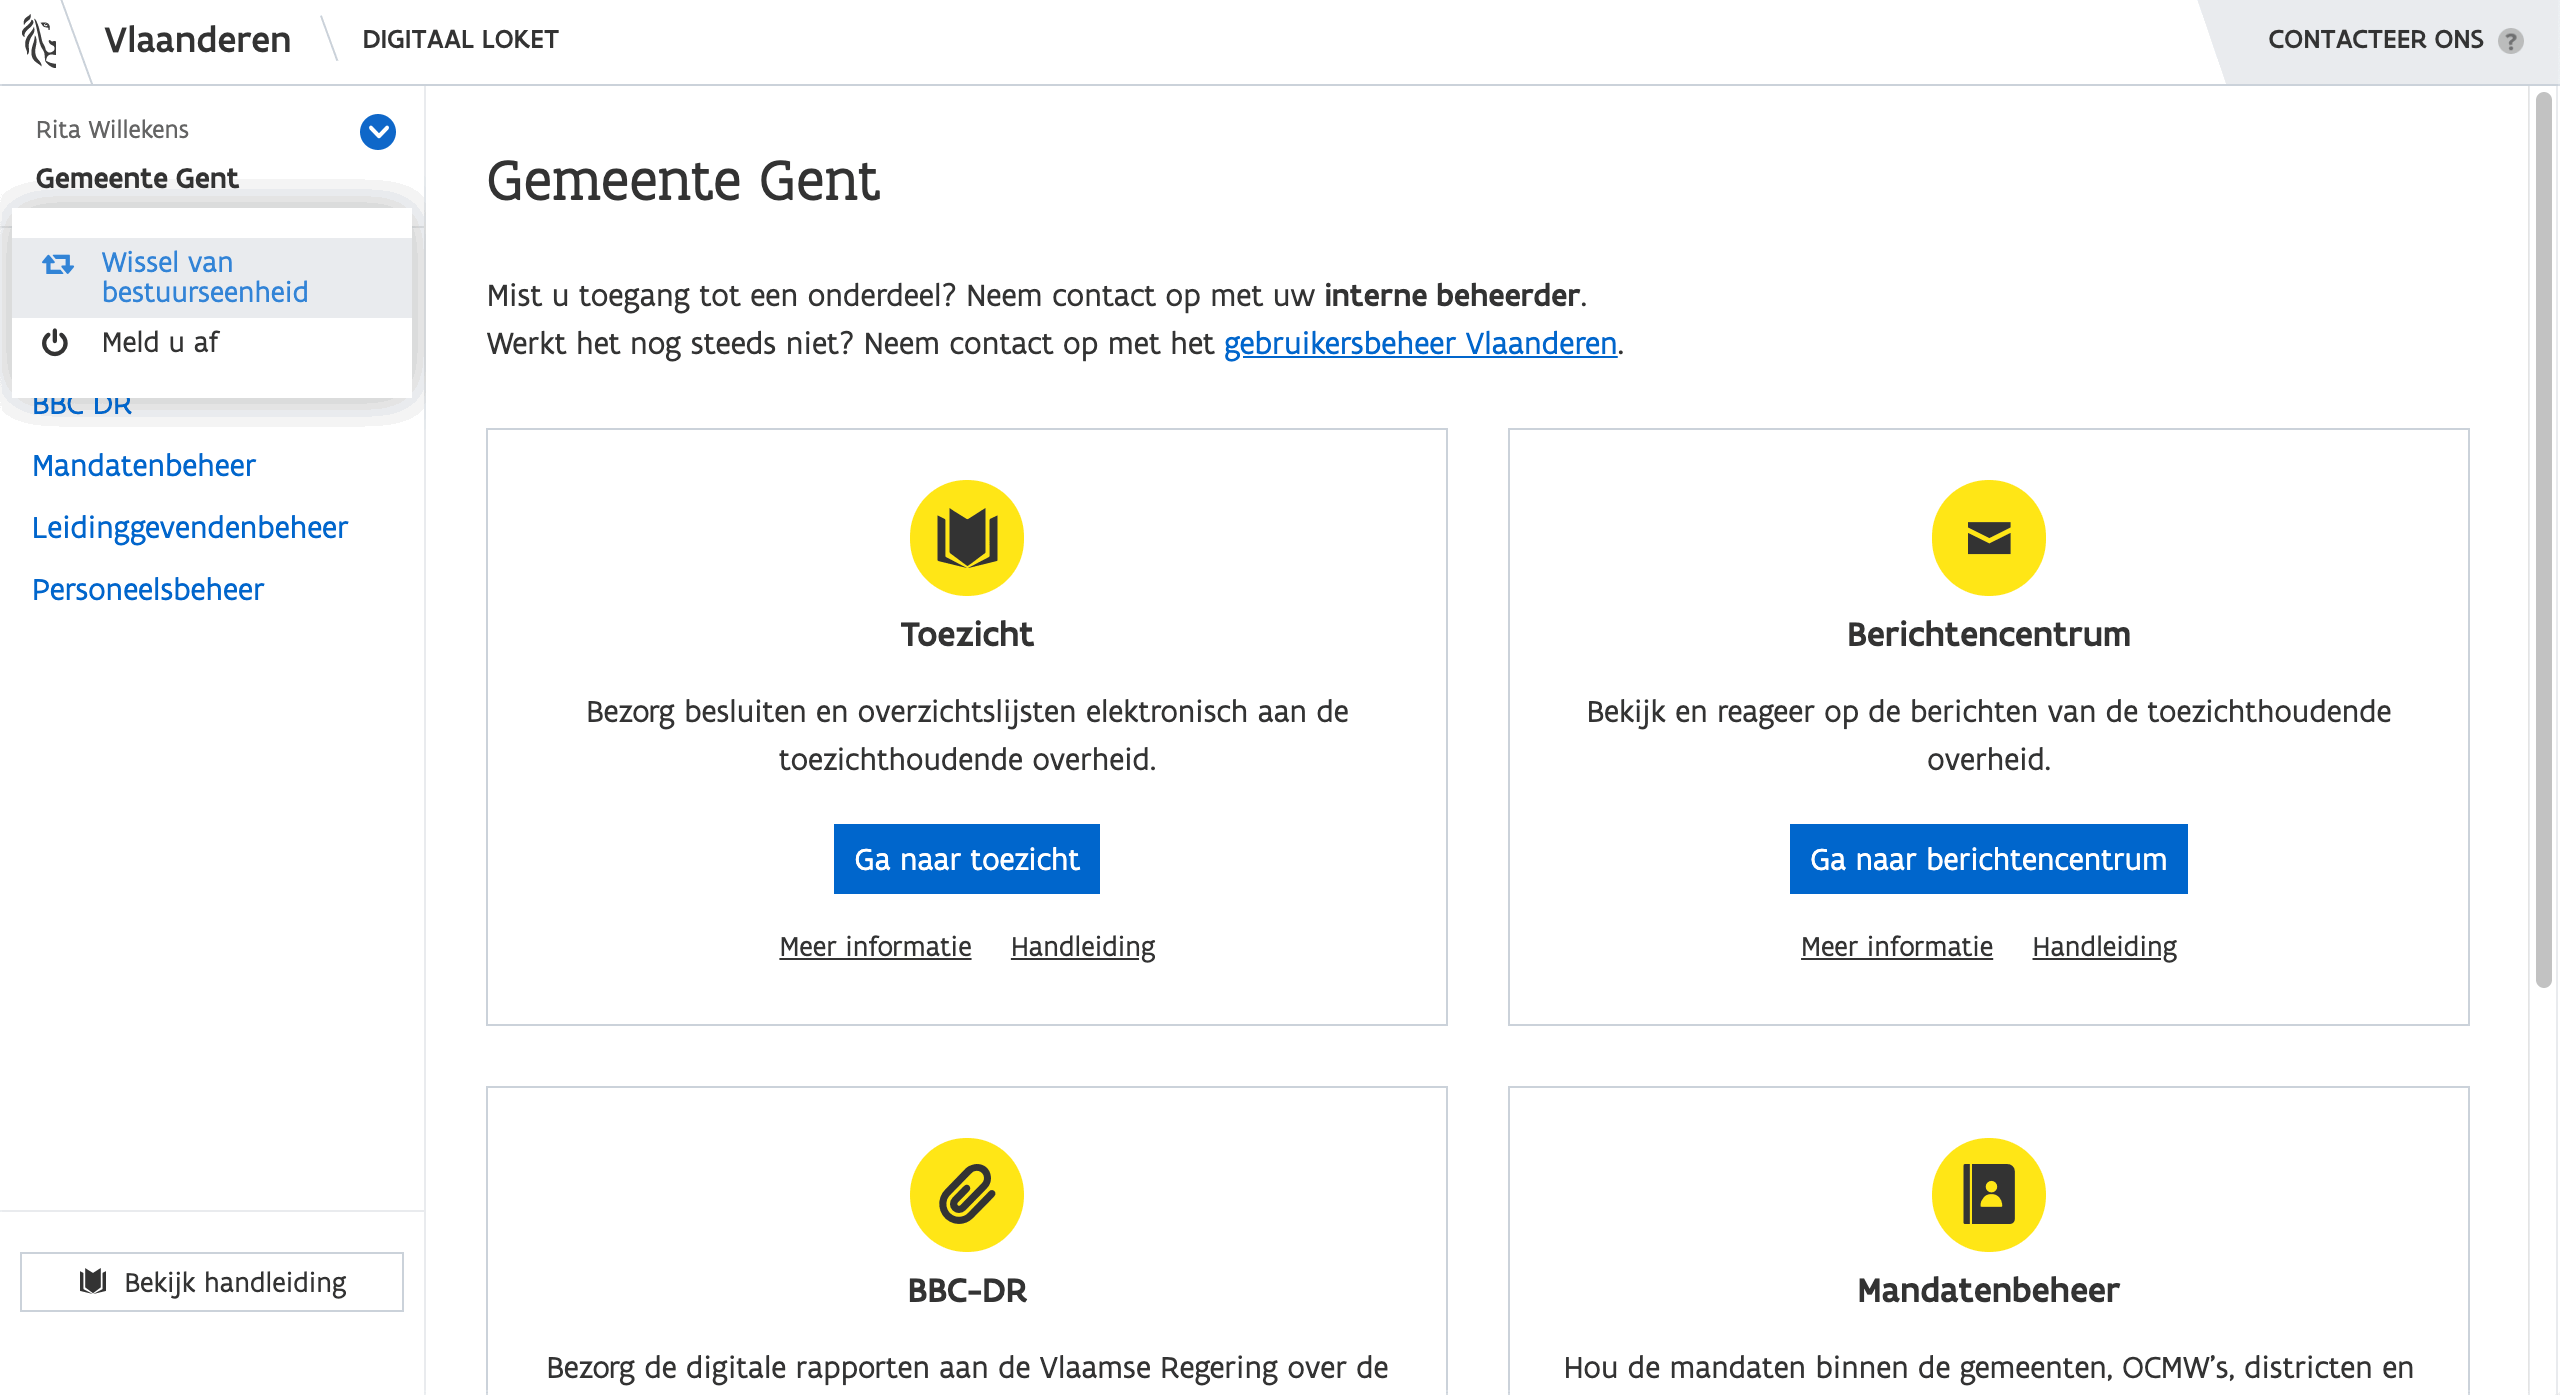 Vlaanderen
DIGITAAL LOKET
CONTACTEER ONS ?
Rita Willekens
Gemeente Gent
Wissel van
bestuurseenheid
Meld u af
BBC DR
Mandatenbeheer
Leidinggevendenbeheer
Personeelsbeheer
Bekijk handleiding
Gemeente Gent
Mist u toegang tot een onderdeel? Neem contact op met uw interne beheerder.
Werkt het nog steeds niet? Neem contact op met het gebruikersbeheer Vlaanderen.
Toezicht
Bezorg besluiten en overzichtslijsten elektronisch aan de
toezichthoudende overheid.
Ga naar toezicht
Meer informatie Handleiding
Berichtencentrum
Bekijk en reageer op de berichten van de toezichthoudende
overheid.
Ga naar berichtencentrum
Meer informatie Handleiding
BBC-DR
Bezorg de digitale rapporten aan de Vlaamse Regering over de
Mandatenbeheer
Hou de mandaten binnen de gemeenten, OCMW's, districten en